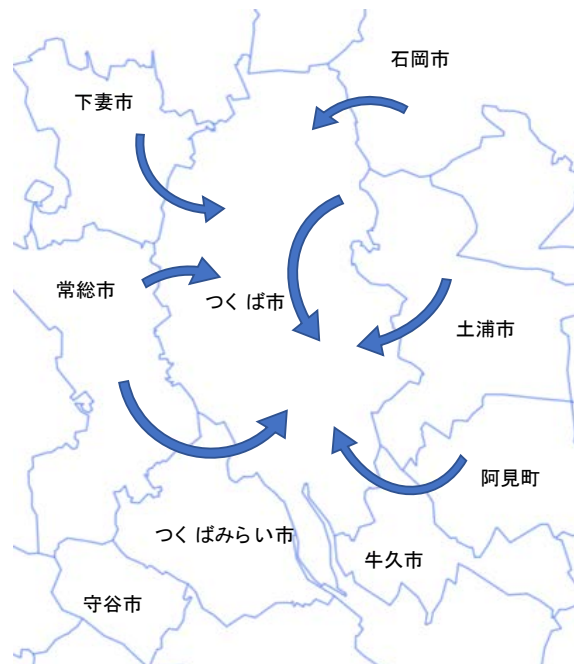 石岡市
下妻市
常総市
つくば市
土浦市
阿見町
つくばみらい市
牛久市
守谷市